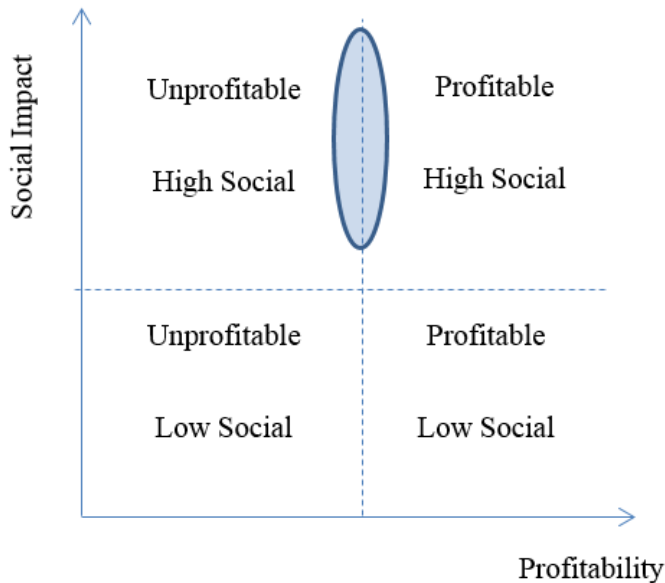 Social Impact
Unprofitable
Profitable
High Social
High Social
Unprofitable
Profitable
Low Social
Low Social
Profitability